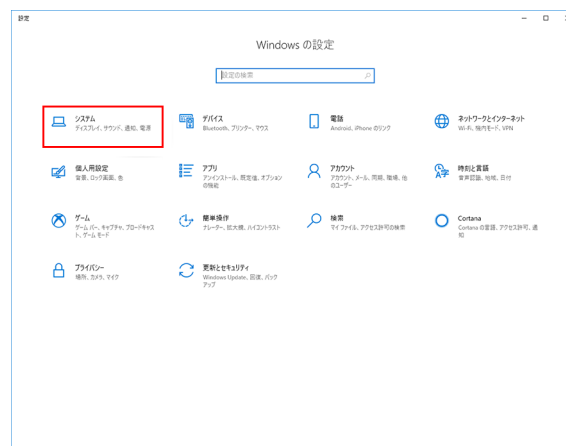 設定
Windows の設定
設定の検索
システム
ディスプレイ、サウンド、通知、電源
デバイス
Bluetooth、プリンター、マウス
電話
Android、iPhone のリンク
ネットワークとインターネット
Wi-Fi、機内モード、VPN
個人用設定
背景、ロック画面、色
アプリ
アンインストール、既定値、オプション
の機能
アカウント
アカウント、メール、同期、職場、他
のユーザー
時刻と言語
音声認識、地域、日付
ゲーム
ゲーム バー、キャプチャ、ブロードキャス
ト、ゲーム モード
簡単操作
ナレーター、拡大鏡、ハイコントラスト
検索
マイ ファイル、アクセス許可の検索
Cortana
Cortana の言語、アクセス許可、通
知
プライバシー
場所、カメラ、マイク
更新とセキュリティ
Windows Update、回復、バック
アップ